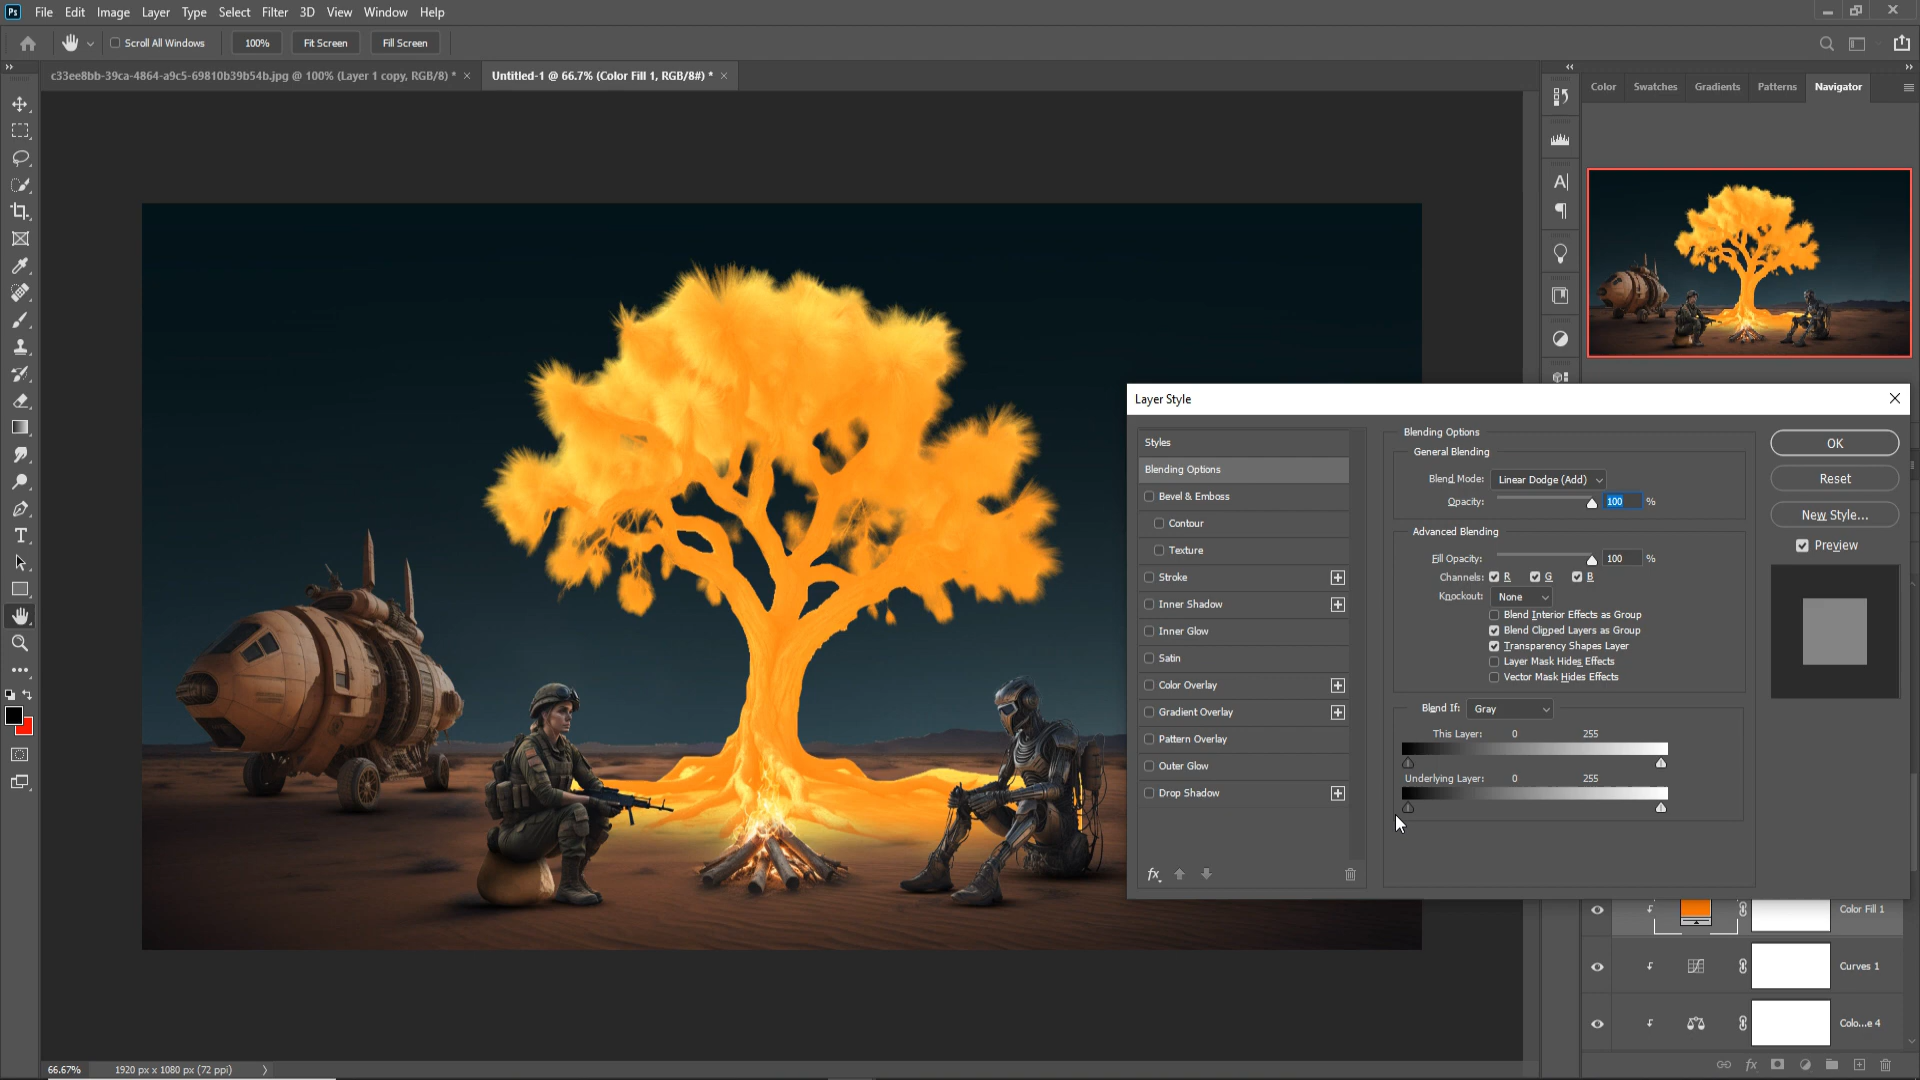 Ps File Edit Image Layer Type Select Filter 3D View Window Help
Scroll All Windows 100% Fit Screen Fill Screen
c33ee8bb-39ca-4864-a9c5-69810b39b54b.jpg @ 100% (Layer 1 copy, RGB/8) * ×
Untitled-1 @ 66.7% (Color Fill 1, RGB/8#) * ×
Color Swatches Gradients Patterns Navigator
Layer Style
Styles
Blending Options
Bevel & Emboss
Contour
Texture
Stroke
Inner Shadow
Inner Glow
Satin
Color Overlay
Gradient Overlay
Pattern Overlay
Outer Glow
Drop Shadow
fx
Blending Options
General Blending
Blend Mode: Linear Dodge (Add)
Opacity: 100 %
Advanced Blending
Fill Opacity: 100 %
Channels: R G B
Knockout: None
Blend Interior Effects as Group
Blend Clipped Layers as Group
Transparency Shapes Layer
Layer Mask Hides Effects
Vector Mask Hides Effects
Blend If: Gray
This Layer: 0 255
Underlying Layer: 0 255
OK
Reset
New Style...
Preview
Color Fill 1
Curves 1
Colo...e 4
fx
66.67% 1920 px x 1080 px (72 ppi)